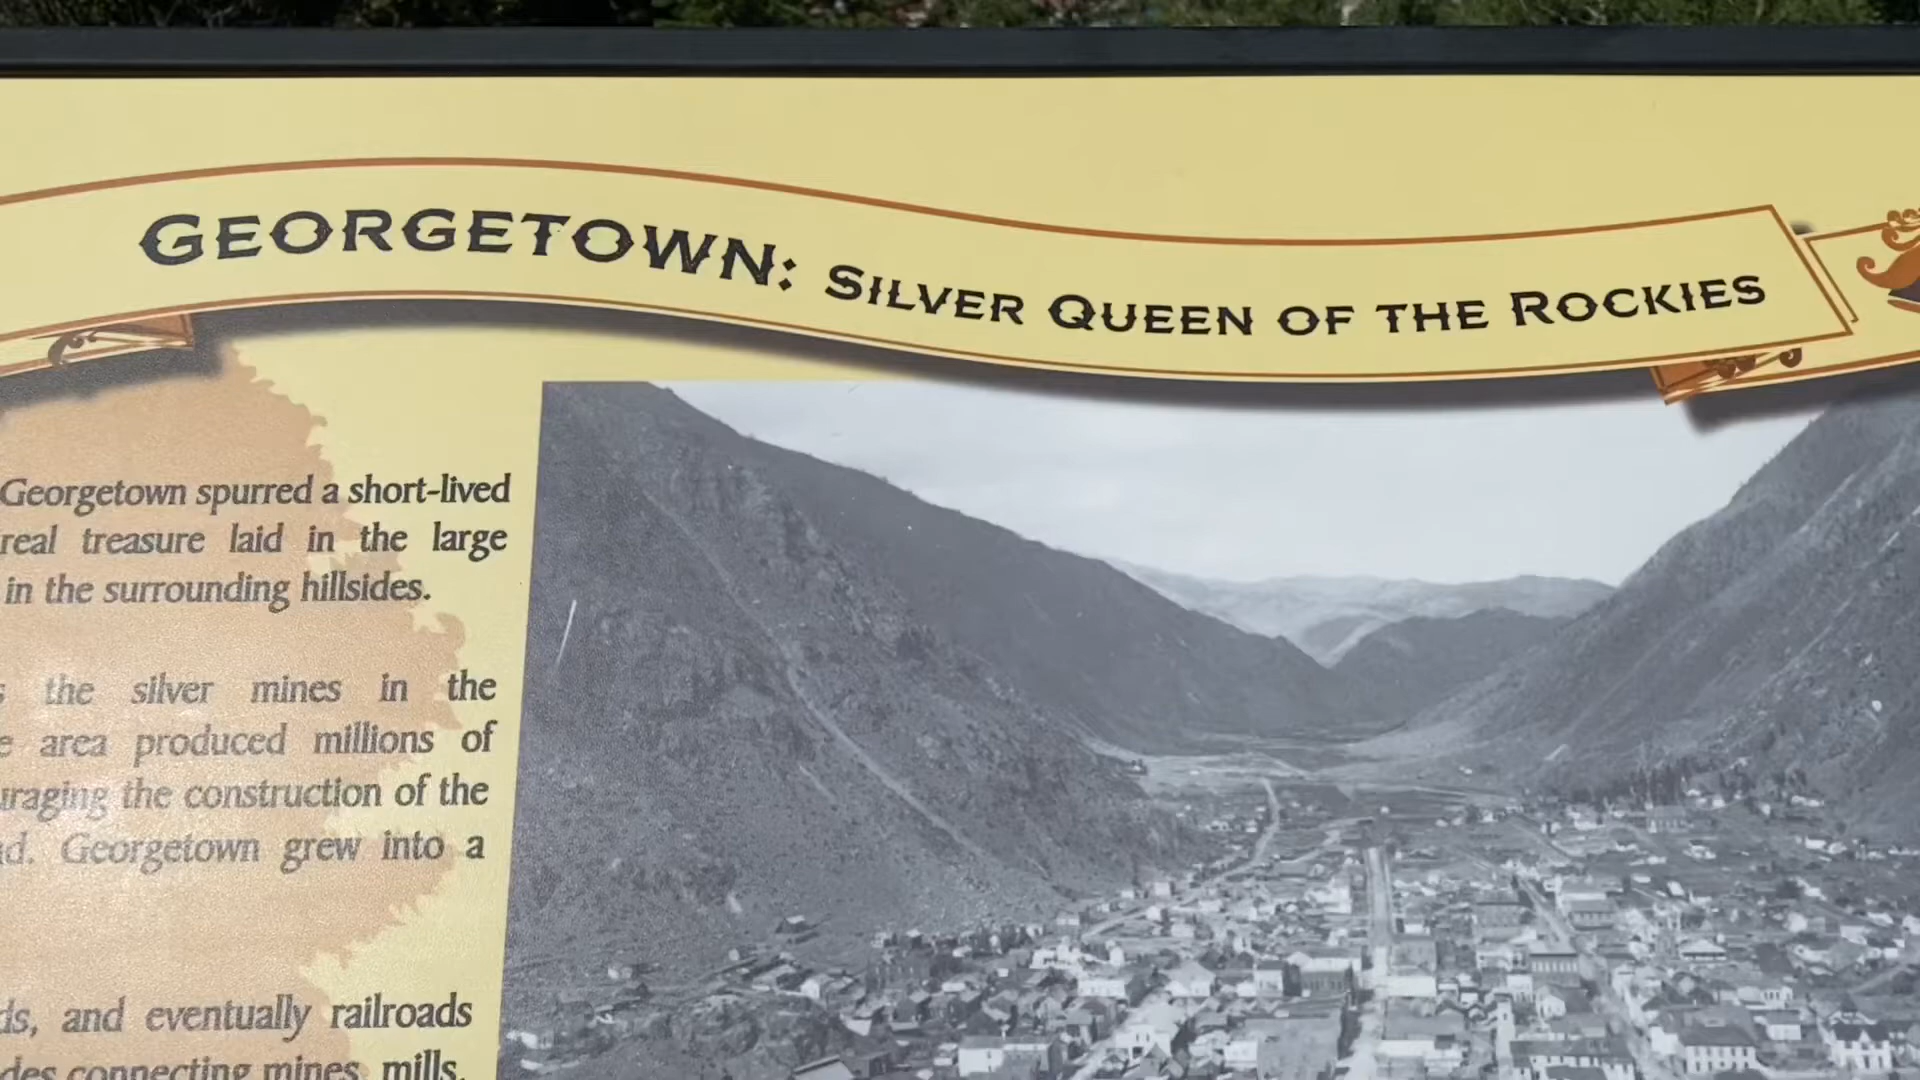 GEORGETOWN: SILVER QUEEN OF THE ROCKIES
Georgetown spurred a short-lived
real treasure laid in the large
in the surrounding hillsides.
the silver mines in the
area produced millions of
the construction of the
Georgetown grew into a
and eventually railroads
connecting mines, mills,